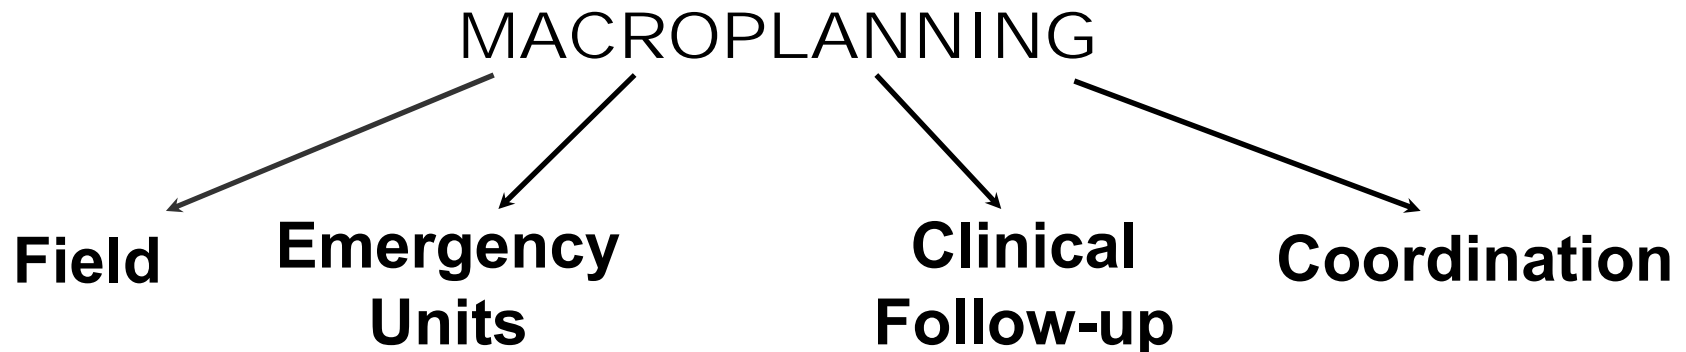 MACROPLANNING
Field
Emergency
Units
Clinical
Follow-up
Coordination